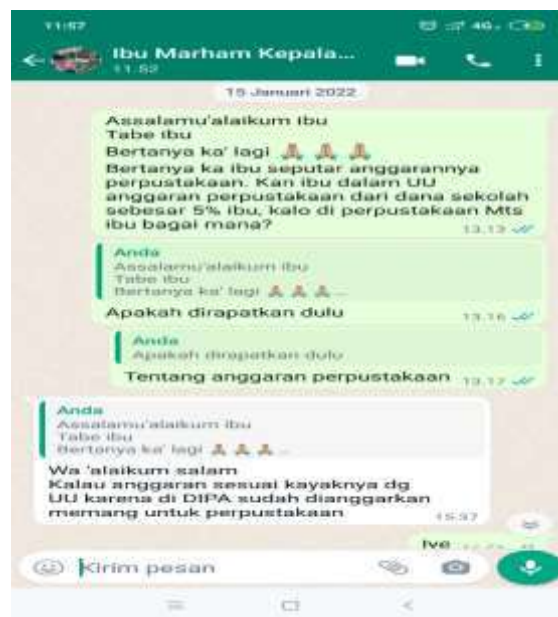 11:57
Ibu Marham Kepala...
11.52
15 Januari 2022
Assalamu'alaikum ibu
Tabe ibu
Bertanya ka' lagi 🙏🙏🙏
Bertanya ka ibu seputar anggarannya
perpustakaan. Kan ibu dalam UU
anggaran perpustakaan dari dana sekolah
sebesar 5% ibu, kalo di perpustakaan Mts
ibu bagai mana?
13.13
Anda
Assalamu'alaikum ibu
Tabe ibu
Bertanya ka' lagi 🙏🙏🙏...
Apakah dirapatkan dulu
13.16
Anda
Apakah dirapatkan dulu
Tentang anggaran perpustakaan
13.17
Anda
Assalamu'alaikum ibu
Tabe ibu
Bertanya ka' lagi 🙏🙏🙏...
Wa 'alaikum salam
Kalau anggaran sesuai kayaknya dg
UU karena di DIPA sudah dianggarkan
memang untuk perpustakaan
15.57
Kirim pesan